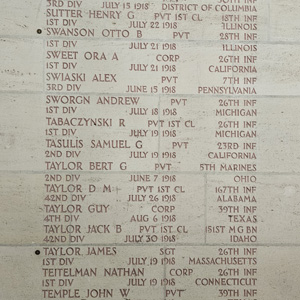 3RD DIV JULY 15 1918 DISTRICT OF COLUMBIA
SUTTER HENRY G PVT 1ST CL 18TH INF
1ST DIV JULY 22 1918 ILLINOIS
SWANSON OTTO B PVT 28TH INF
1ST DIV JULY 21 1918 ILLINOIS
SWEET ORA A CORP 26TH INF
1ST DIV JULY 21 1918 CALIFORNIA
SWIASKI ALEX PVT 7TH INF
3RD DIV JUNE 15 1918 PENNSYLVANIA
SWORGN ANDREW PVT 26TH INF
1ST DIV JULY 18 1918 MICHIGAN
TABACZYNSKI R PVT 1ST CL 26TH INF
1ST DIV JULY 19 1918 MICHIGAN
TASULIS SAMUEL G PVT 23RD INF
2ND DIV JULY 19 1918 CALIFORNIA
TAYLOR BERT G PVT 5TH MARINES
2ND DIV JUNE 7 1918 OHIO
TAYLOR D M PVT 1ST CL 167TH INF
42ND DIV JULY 26 1918 ALABAMA
TAYLOR GUY CORP 39TH INF
4TH DIV AUG 6 1918 TEXAS
TAYLOR JACK B PVT 1ST CL 151ST M G BN
42ND DIV JULY 30 1918 IDAHO
TAYLOR JAMES SGT 26TH INF
1ST DIV JULY 19 1918 MASSACHUSETTS
TEITELMAN NATHAN CORP 26TH INF
1ST DIV JULY 19 1918 CONNECTICUT
TEMPLE JOHN W PVT 39TH INF